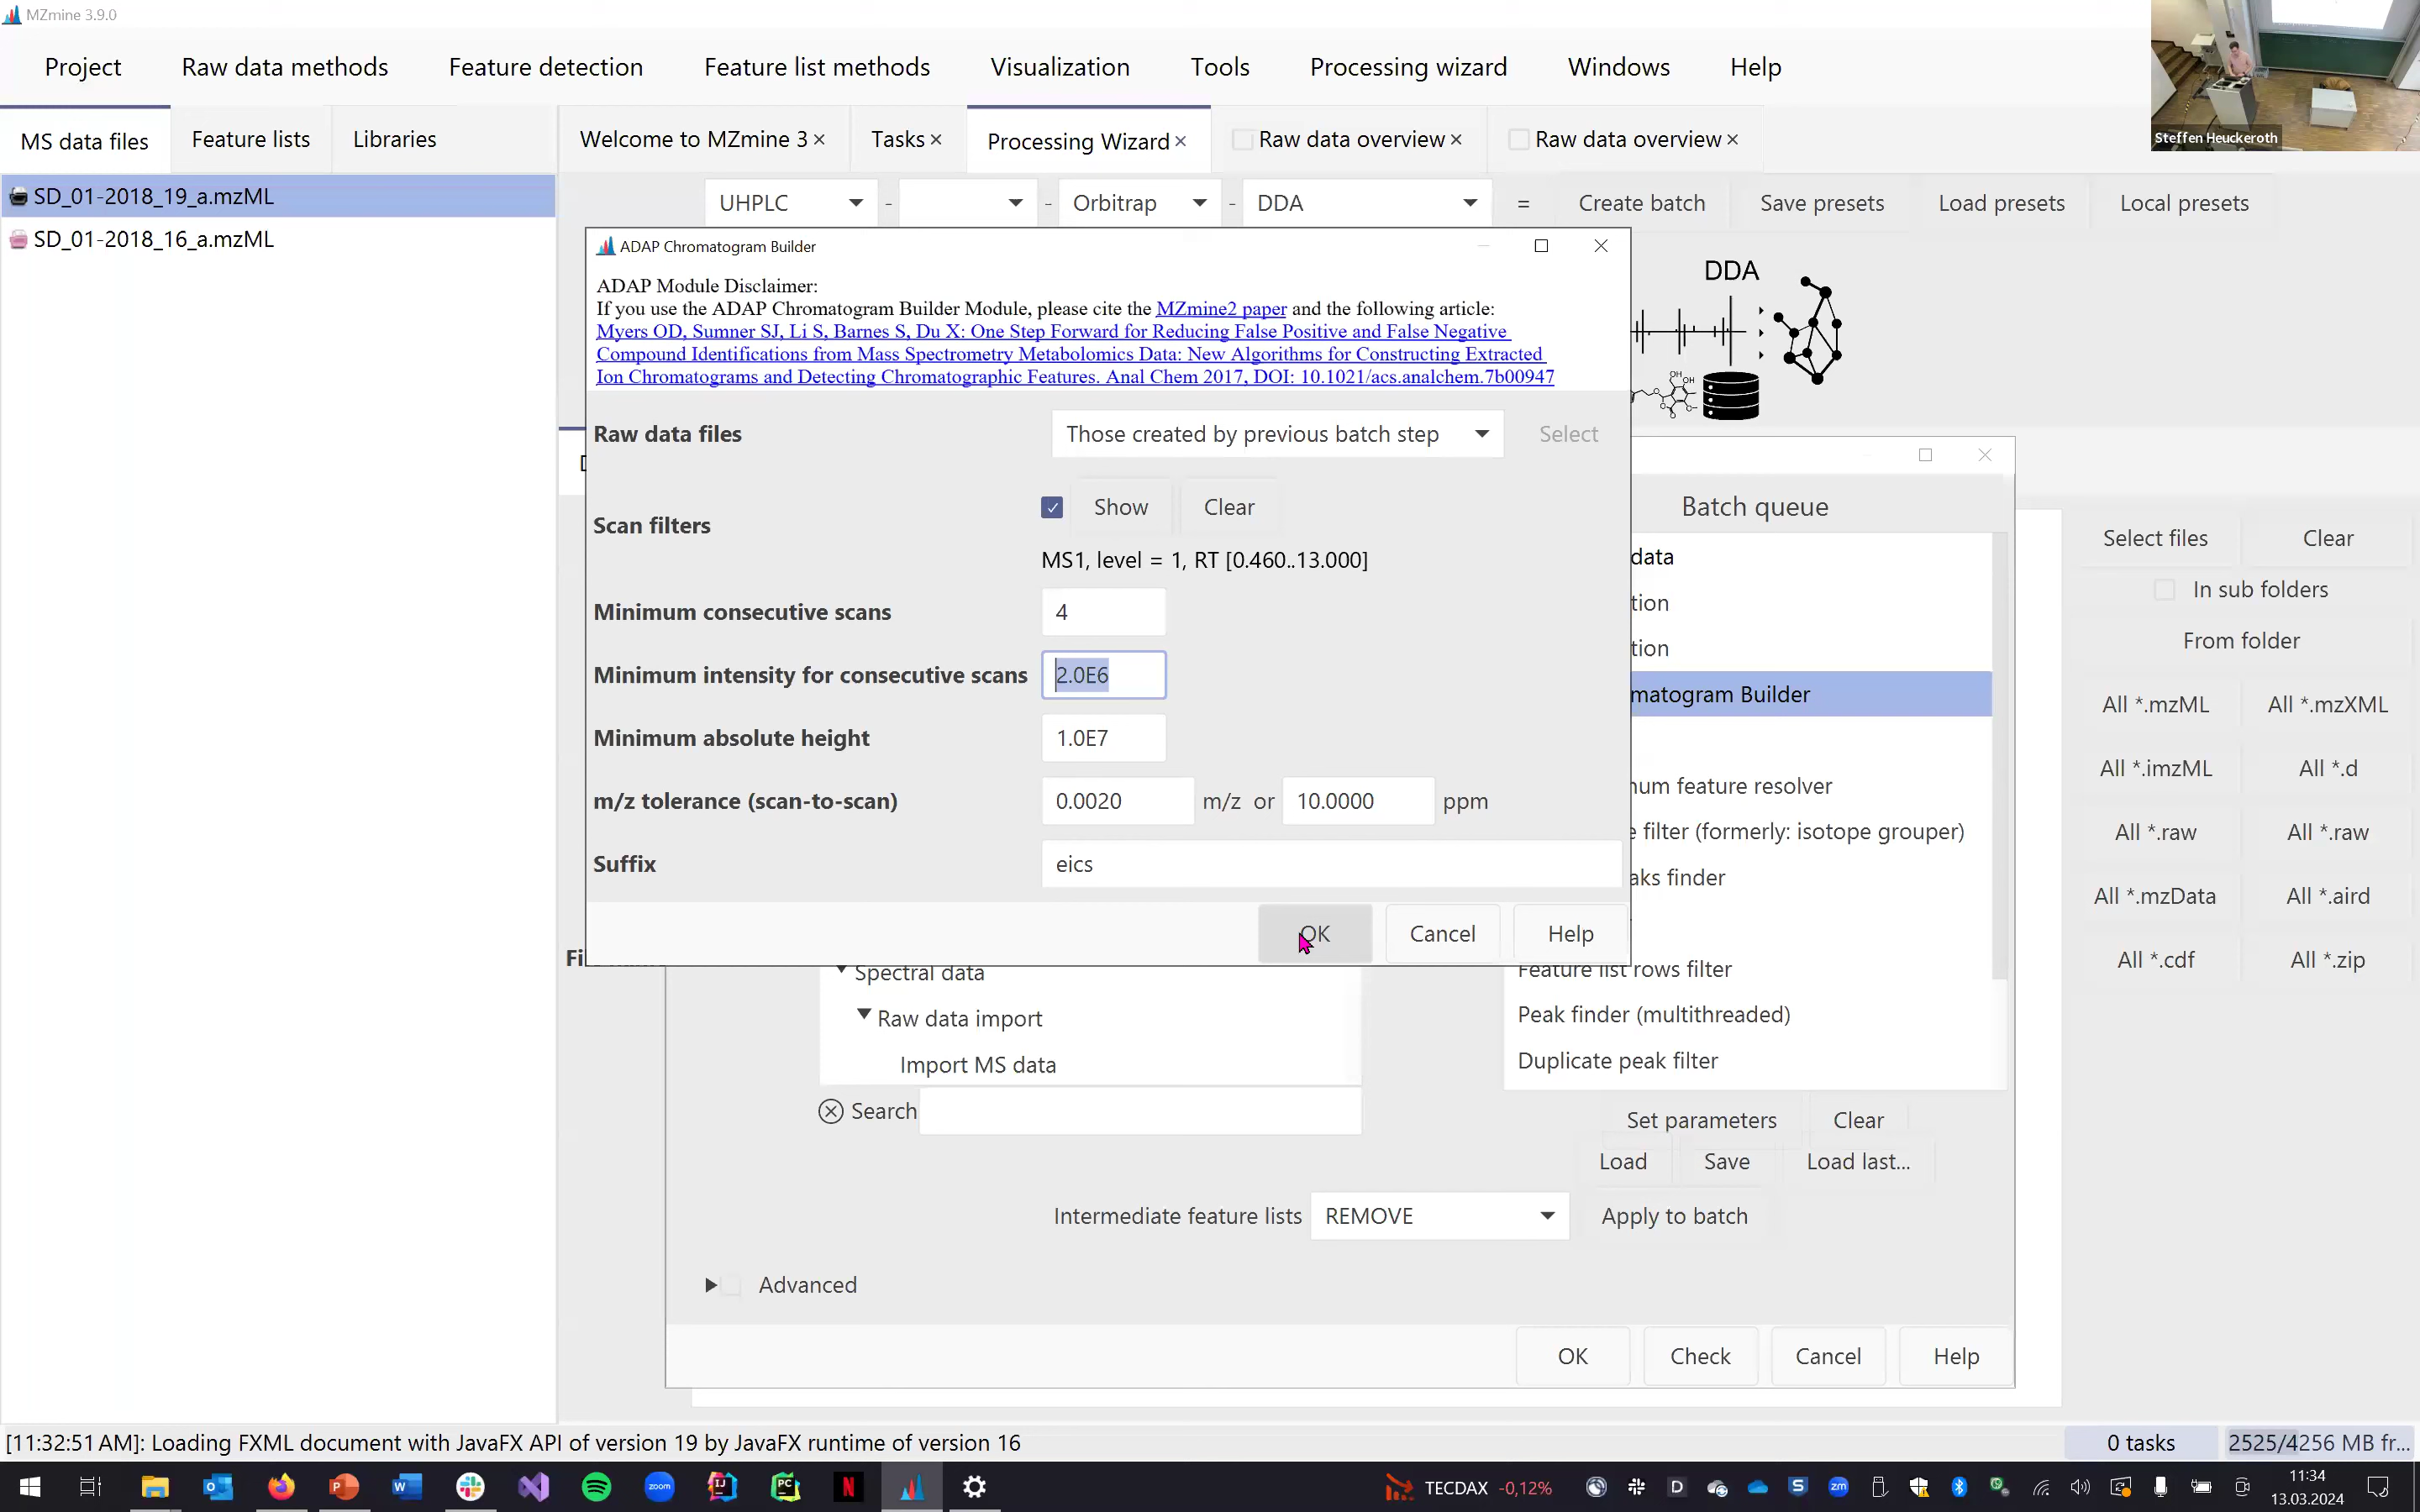 MZmine 3.9.0
Project Raw data methods Feature detection Feature list methods Visualization Tools Processing wizard Windows Help
Steffen Heuckeroth
MS data files Feature lists Libraries
Welcome to MZmine 3 Tasks Processing Wizard Raw data overview Raw data overview
SD_01-2018_19_a.mzML
SD_01-2018_16_a.mzML
UHPLC - - Orbitrap - DDA = Create batch Save presets Load presets Local presets
ADAP Chromatogram Builder
ADAP Module Disclaimer:
If you use the ADAP Chromatogram Builder Module, please cite the MZmine2 paper and the following article:
Myers OD, Sumner SJ, Li S, Barnes S, Du X: One Step Forward for Reducing False Positive and False Negative
Compound Identifications from Mass Spectrometry Metabolomics Data: New Algorithms for Constructing Extracted
Ion Chromatograms and Detecting Chromatographic Features. Anal Chem 2017, DOI: 10.1021/acs.analchem.7b00947
DDA
Raw data files Those created by previous batch step Select
Scan filters Show Clear
MS1, level = 1, RT [0.460..13.000]
Minimum consecutive scans 4
Minimum intensity for consecutive scans 2.0E6
Minimum absolute height 1.0E7
m/z tolerance (scan-to-scan) 0.0020 m/z or 10.0000 ppm
Suffix eics
OK Cancel Help
Batch queue
data
tion
tion
matogram Builder
um feature resolver
filter (formerly: isotope grouper)
aks finder
Feature list rows filter
Peak finder (multithreaded)
Duplicate peak filter
Spectral data
Raw data import
Import MS data
Search
Set parameters Clear
Load Save Load last...
Intermediate feature lists REMOVE Apply to batch
Advanced
OK Check Cancel Help
Select files Clear
In sub folders
From folder
All *.mzML All *.mzXML
All *.imzML All *.d
All *.raw All *.raw
All *.mzData All *.aird
All *.cdf All *.zip
[11:32:51 AM]: Loading FXML document with JavaFX API of version 19 by JavaFX runtime of version 16
0 tasks 2525/4256 MB fr...
TECDAX -0,12%
11:34
13.03.2024